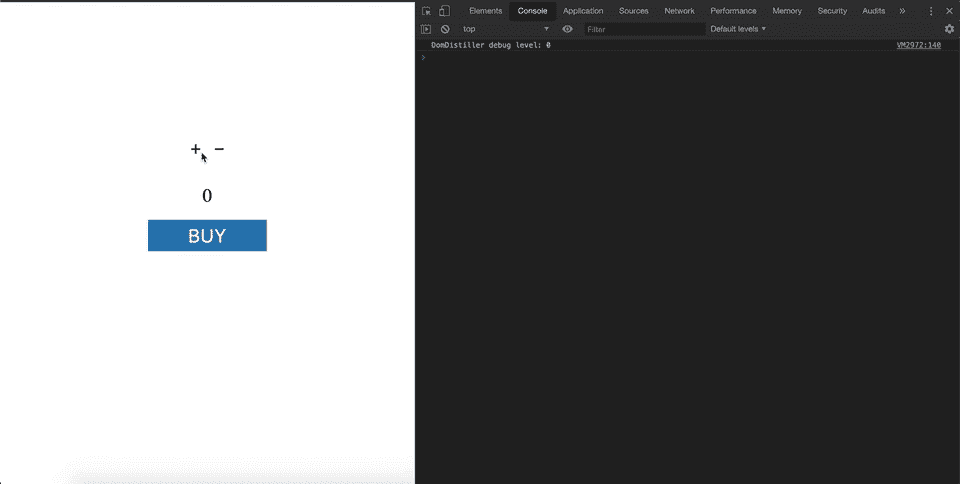 Elements Console Application Sources Network Performance Memory Security Audits »
top Filter Default levels
DomDistiller debug level: 0 VM2972:140
+ −
0
BUY